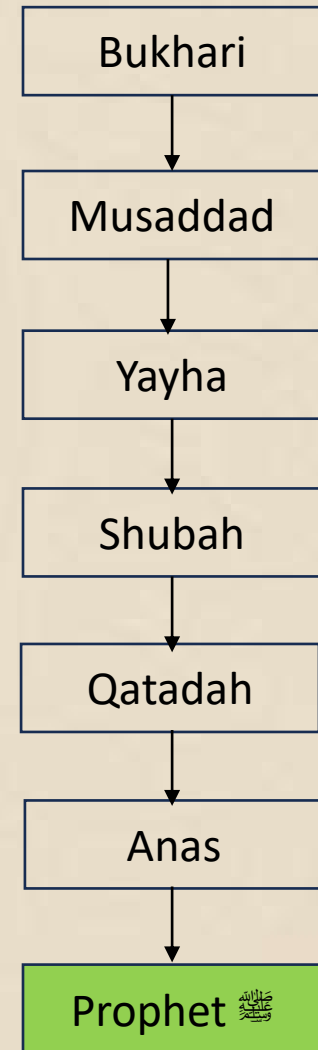 Bukhari
Musaddad
Yayha
Shubah
Qatadah
Anas
Prophet ﷺ